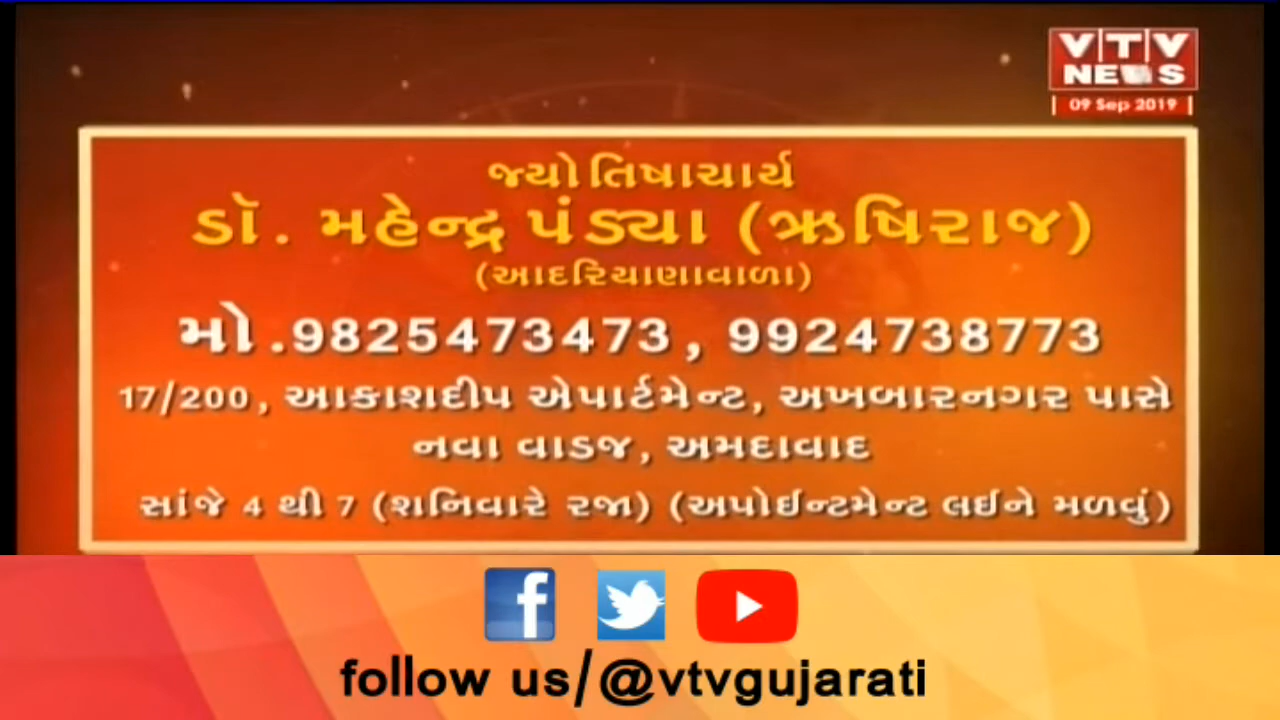 VTV
NEWS
09 Sep 2019
જ્યોતિષાચાર્ય
ડૉ. મહેન્દ્ર પંડ્યા (ઋષિરાજ)
(આદરિયાણાવાળા)
મો.9825473473, 9924738773
17/200, આકાશદીપ એપાર્ટમેન્ટ, અખબારનગર પાસે
નવા વાડજ, અમદાવાદ
સાંજે 4 થી 7 (શનિવારે રજા) (અપોઈન્ટમેન્ટ લઈને મળવું)
follow us/@vtvgujarati